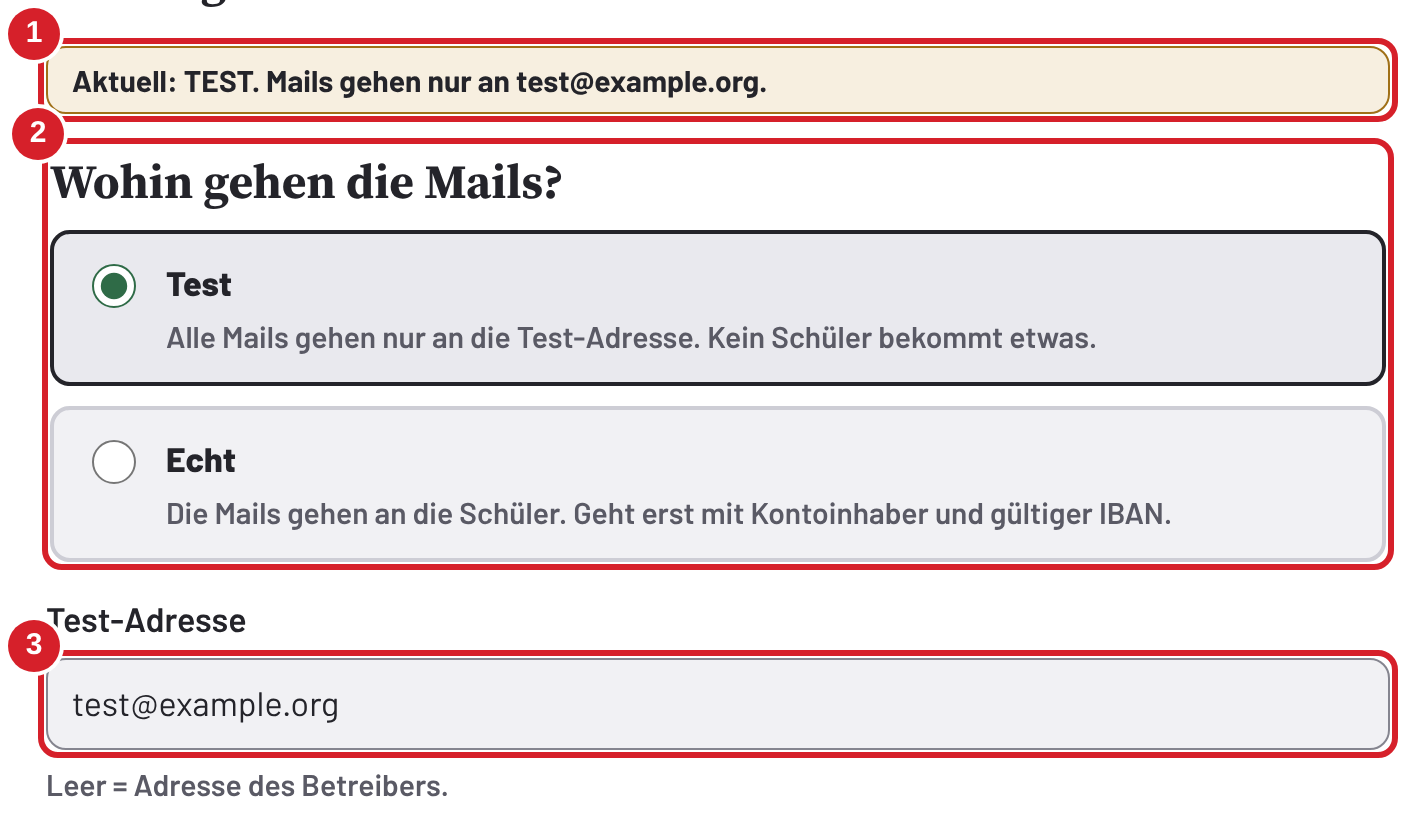 1
Aktuell: TEST. Mails gehen nur an test@example.org.
2
Wohin gehen die Mails?
Test
Alle Mails gehen nur an die Test-Adresse. Kein Schüler bekommt etwas.
Echt
Die Mails gehen an die Schüler. Geht erst mit Kontoinhaber und gültiger IBAN.
Test-Adresse
3
test@example.org
Leer = Adresse des Betreibers.